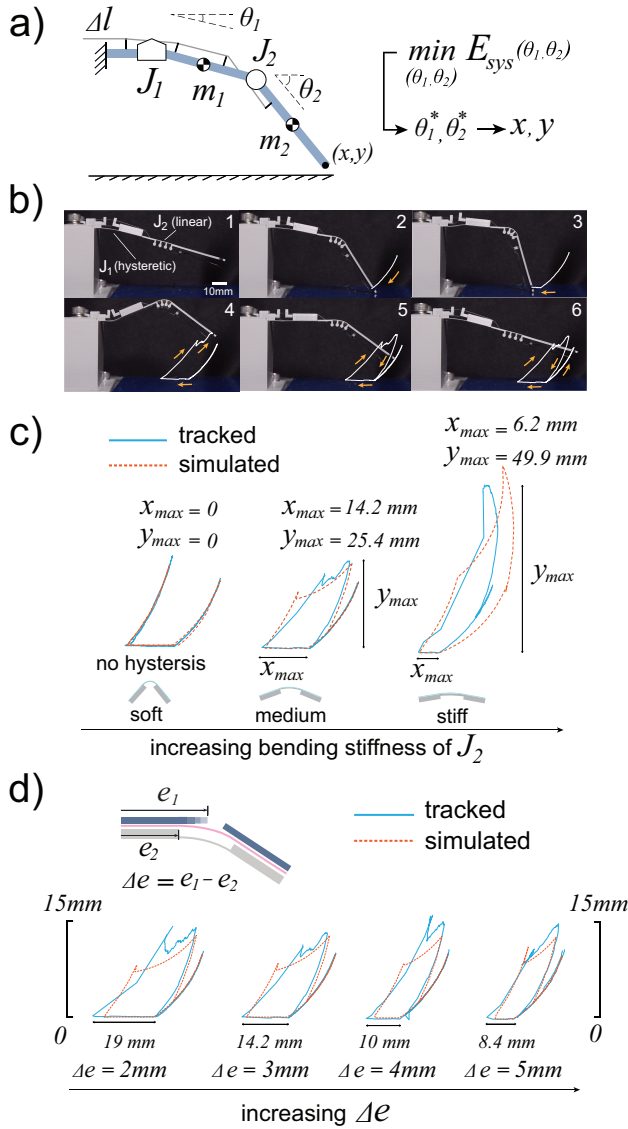 a)
Δl
θ1
J1
m1
J2
θ2
m2
(x,y)
min Esys(θ1,θ2)
(θ1,θ2)
θ1*,θ2* → x, y
b)
J2 (linear)
J1 (hysteretic)
10mm
1
2
3
4
5
6
c)
tracked
simulated
xmax = 0
ymax = 0
xmax = 14.2 mm
ymax = 25.4 mm
xmax = 6.2 mm
ymax = 49.9 mm
ymax
ymax
xmax
xmax
no hystersis
soft
medium
stiff
increasing bending stiffness of J2
d)
e1
e2
Δe = e1 - e2
tracked
simulated
15mm
0
15mm
0
19 mm
14.2 mm
10 mm
8.4 mm
Δe = 2mm
Δe = 3mm
Δe = 4mm
Δe = 5mm
increasing Δe